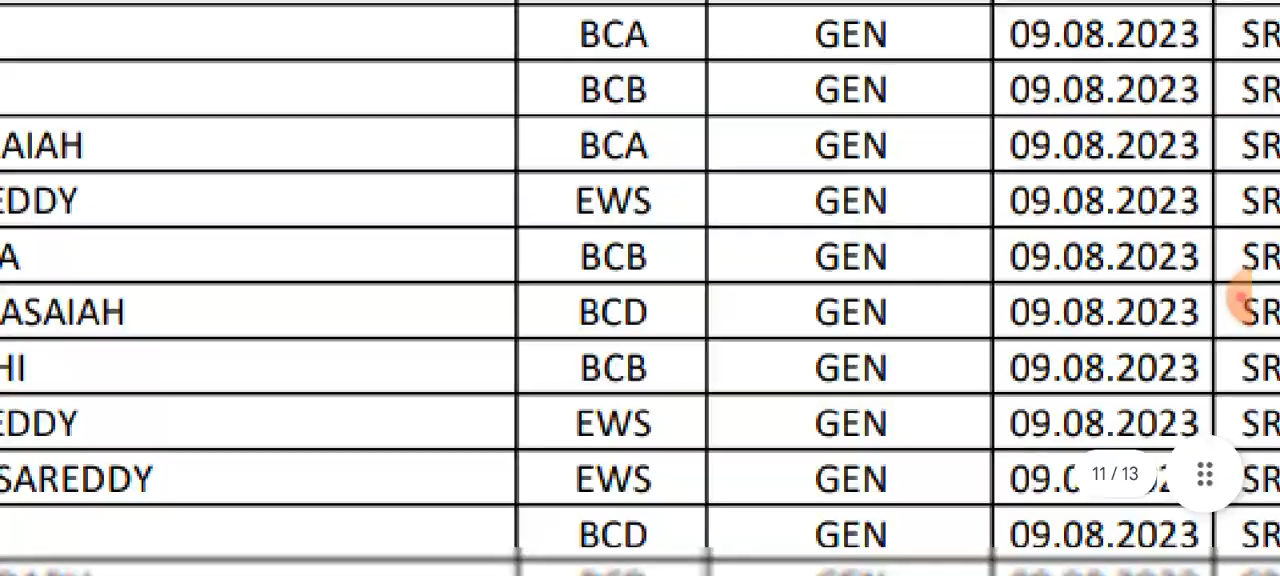 BCA GEN 09.08.2023 SR
BCB GEN 09.08.2023 SR
AIAH BCA GEN 09.08.2023 SR
EDDY EWS GEN 09.08.2023 SR
A BCB GEN 09.08.2023 SR
ASAIAH BCD GEN 09.08.2023 SR
HI BCB GEN 09.08.2023 SR
EDDY EWS GEN 09.08.2023 SR
SAREDDY EWS GEN 09.0 11 / 13 SR
BCD GEN 09.08.2023 SR